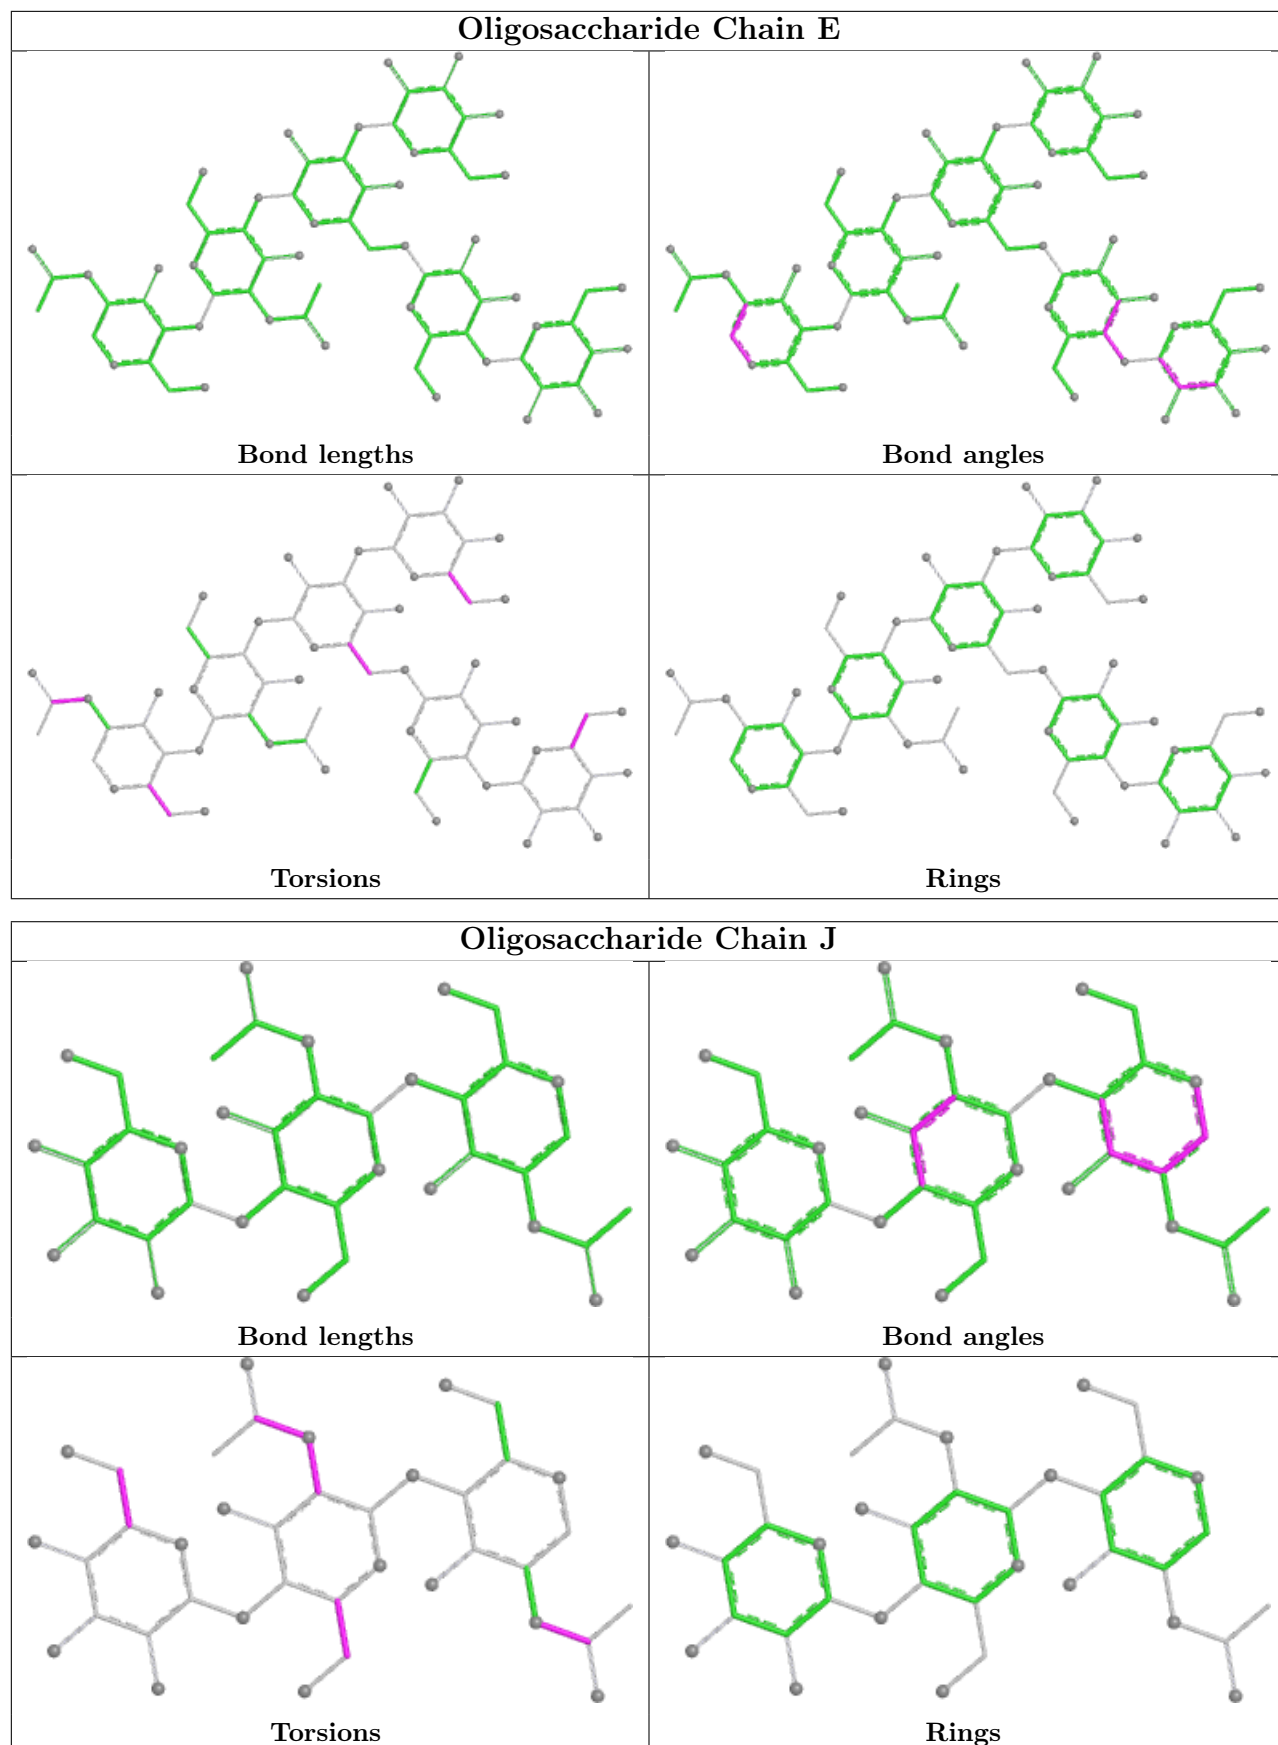 Oligosaccharide Chain E
Bond lengths
Bond angles
Torsions
Rings
Oligosaccharide Chain J
Bond lengths
Bond angles
Torsions
Rings